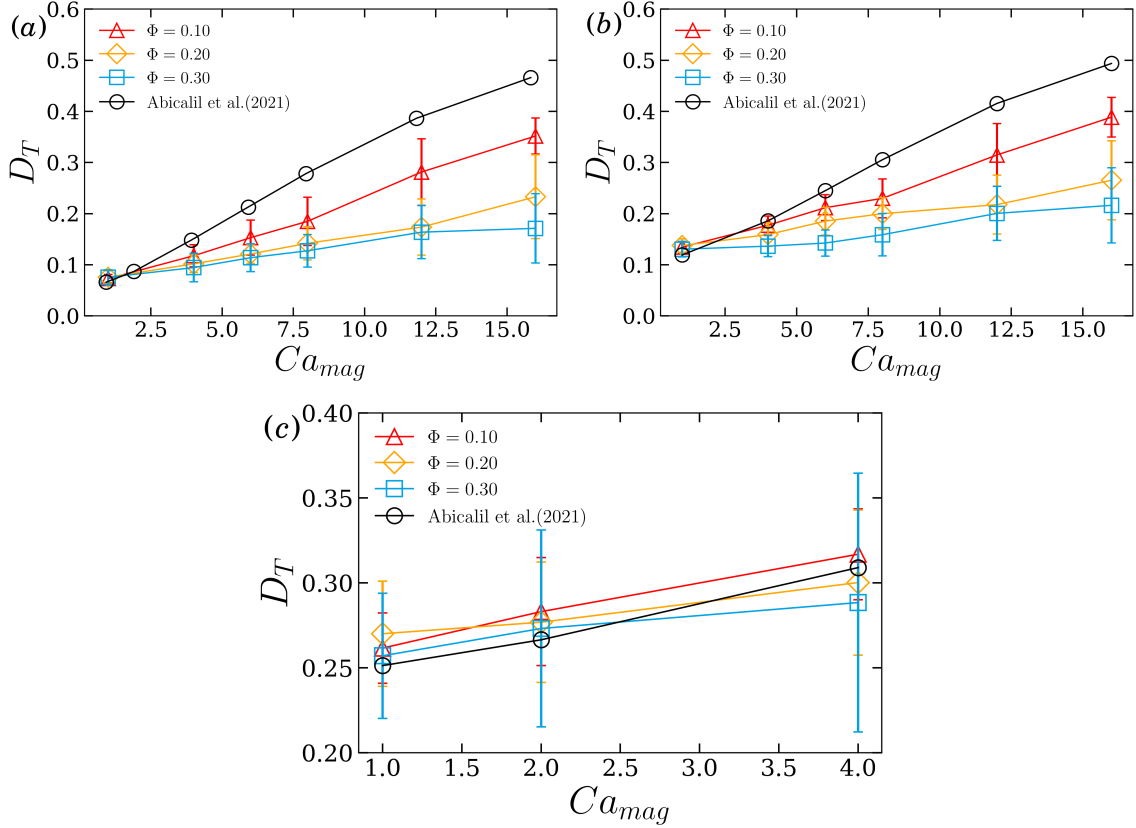 (a)
Φ = 0.10
Φ = 0.20
Φ = 0.30
Abicalil et al.(2021)
0.6
0.5
0.4
0.3
0.2
0.1
0.0
D_T
2.5 5.0 7.5 10.0 12.5 15.0
Ca_mag
(b)
Φ = 0.10
Φ = 0.20
Φ = 0.30
Abicalil et al.(2021)
0.6
0.5
0.4
0.3
0.2
0.1
0.0
D_T
2.5 5.0 7.5 10.0 12.5 15.0
Ca_mag
(c)
Φ = 0.10
Φ = 0.20
Φ = 0.30
Abicalil et al.(2021)
0.40
0.35
0.30
0.25
0.20
D_T
1.0 1.5 2.0 2.5 3.0 3.5 4.0
Ca_mag